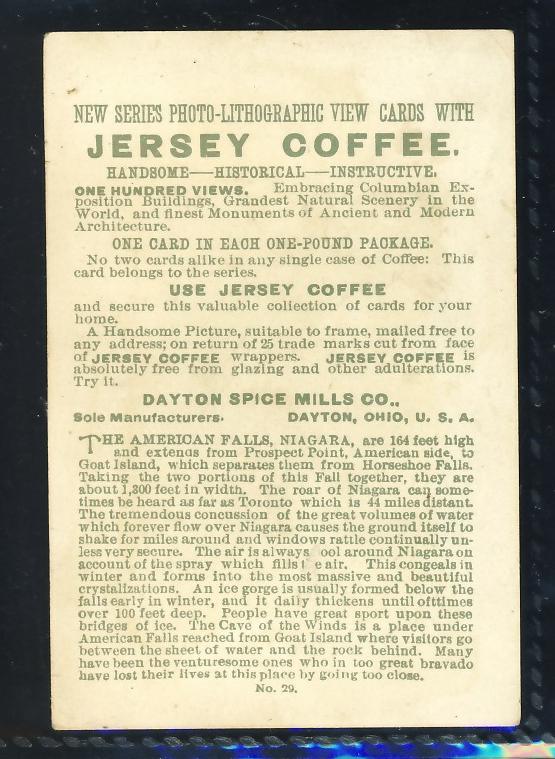 NEW SERIES PHOTO-LITHOGRAPHIC VIEW CARDS WITH
JERSEY COFFEE.
HANDSOME—HISTORICAL—INSTRUCTIVE.
ONE HUNDRED VIEWS. Embracing Columbian Ex-
position Buildings, Grandest Natural Scenery in the
World, and finest Monuments of Ancient and Modern
Architecture.
ONE CARD IN EACH ONE-POUND PACKAGE.
No two cards alike in any single case of Coffee: This
card belongs to the series.
USE JERSEY COFFEE
and secure this valuable collection of cards for your
home.
A Handsome Picture, suitable to frame, mailed free to
any address; on return of 25 trade marks cut from face
of JERSEY COFFEE wrappers. JERSEY COFFEE is
absolutely free from glazing and other adulterations.
Try it.
DAYTON SPICE MILLS CO.,
Sole Manufacturers. DAYTON, OHIO, U. S. A.
THE AMERICAN FALLS, NIAGARA, are 164 feet high
and extends from Prospect Point, American side, to
Goat Island, which separates them from Horseshoe Falls.
Taking the two portions of this Fall together, they are
about 1,300 feet in width. The roar of Niagara can some-
times be heard as far as Toronto which is 44 miles distant.
The tremendous concussion of the great volumes of water
which forever flow over Niagara causes the ground itself to
shake for miles around and windows rattle continually un-
less very secure. The air is always ool around Niagara on
account of the spray which fills t e air. This congeals in
winter and forms into the most massive and beautiful
crystalizations. An ice gorge is usually formed below the
falls early in winter, and it daily thickens until ofttimes
over 100 feet deep. People have great sport upon these
bridges of ice. The Cave of the Winds is a place under
American Falls reached from Goat Island where visitors go
between the sheet of water and the rock behind. Many
have been the venturesome ones who in too great bravado
have lost their lives at this place by going too close.
No. 29.